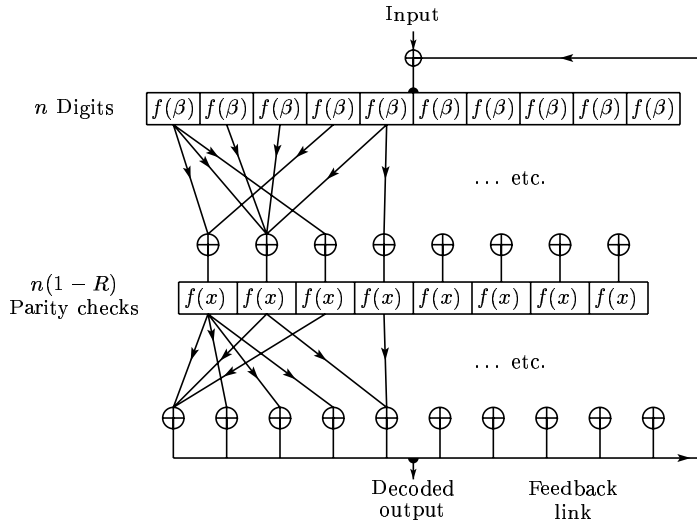 Input
n Digits
f(β) f(β) f(β) f(β) f(β) f(β) f(β) f(β) f(β) f(β)
... etc.
n(1 − R)
Parity checks
f(x) f(x) f(x) f(x) f(x) f(x) f(x) f(x)
... etc.
Decoded
output
Feedback
link